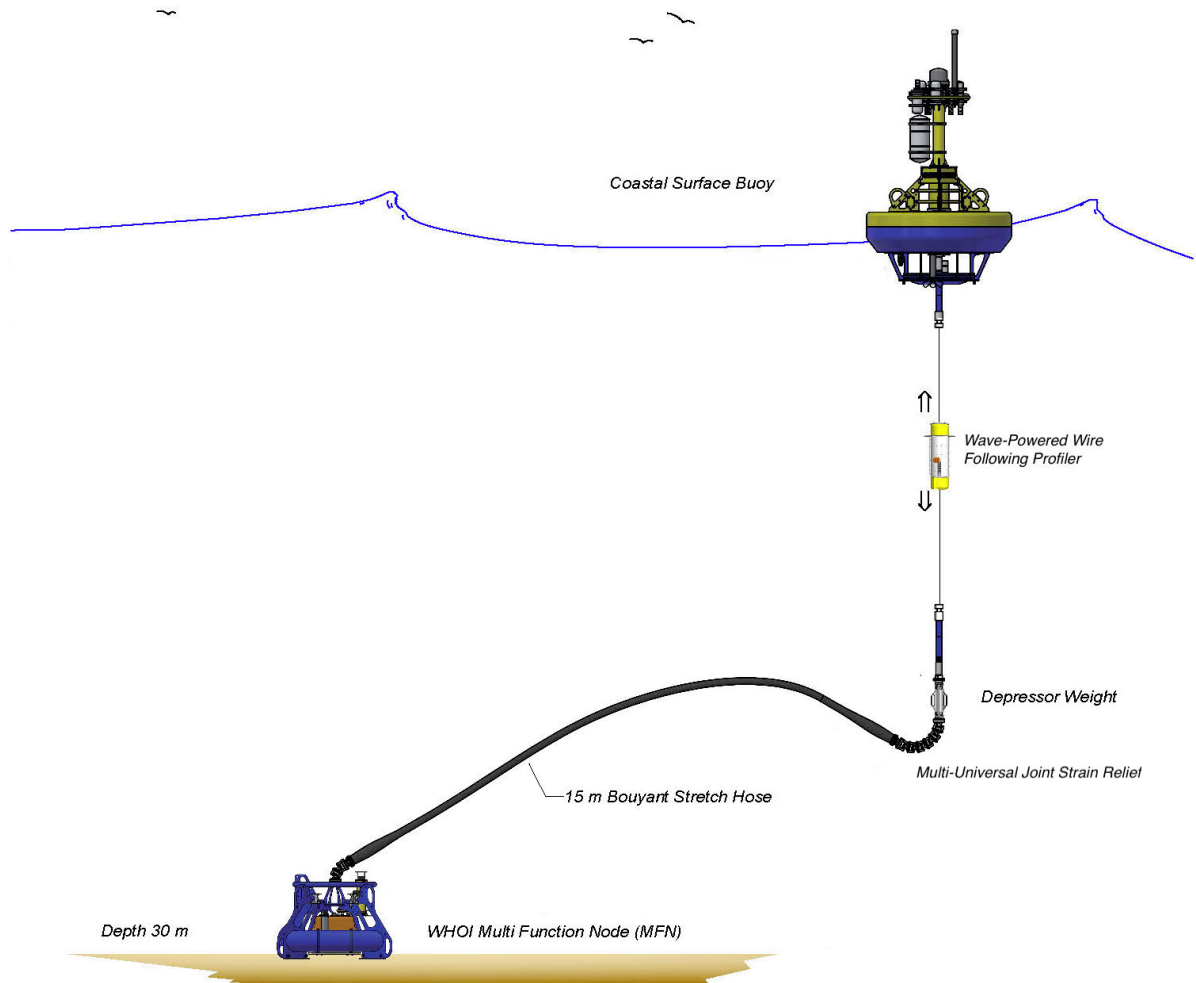 Coastal Surface Buoy
Wave-Powered Wire
Following Profiler
Depressor Weight
Multi-Universal Joint Strain Relief
15 m Bouyant Stretch Hose
Depth 30 m
WHOI Multi Function Node (MFN)